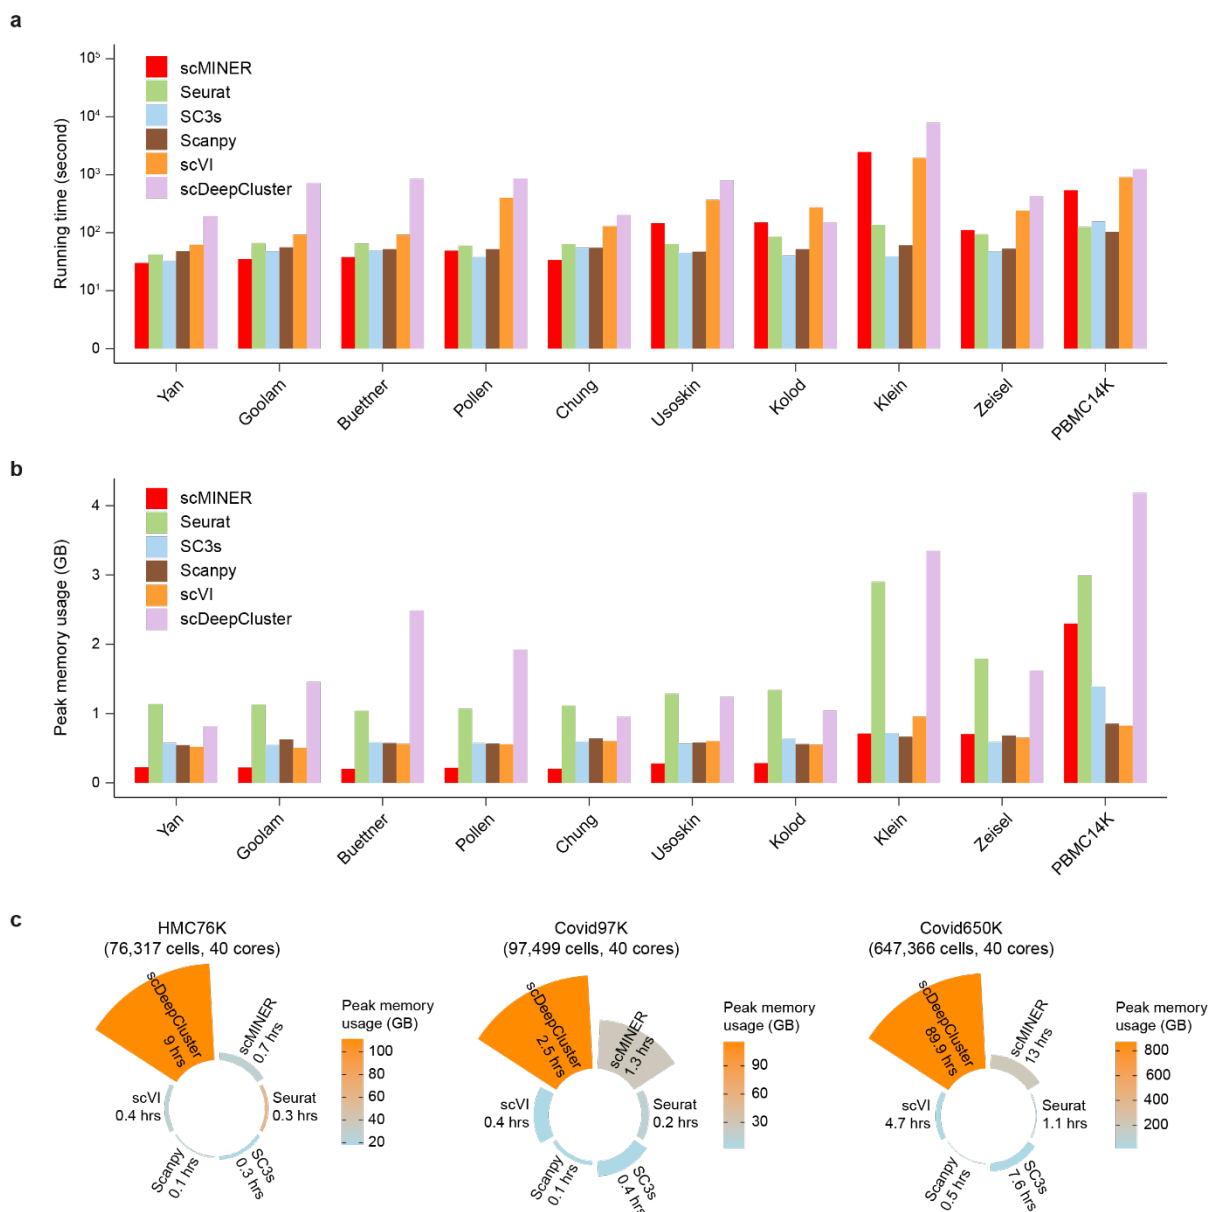 a
Running time (second)
10⁵
10⁴
10³
10²
10¹
0
scMINER
Seurat
SC3s
Scanpy
scVI
scDeepCluster
Yan
Goolam
Buettner
Pollen
Chung
Usoskin
Kolod
Klein
Zeisel
PBMC14K
b
Peak memory usage (GB)
4
3
2
1
0
scMINER
Seurat
SC3s
Scanpy
scVI
scDeepCluster
Yan
Goolam
Buettner
Pollen
Chung
Usoskin
Kolod
Klein
Zeisel
PBMC14K
c
HMC76K
(76,317 cells, 40 cores)
scDeepCluster
9 hrs
scMINER
0.7 hrs
Seurat
0.3 hrs
SC3s
0.3 hrs
Scanpy
0.1 hrs
scVI
0.4 hrs
Peak memory
usage (GB)
100
80
60
40
20
Covid97K
(97,499 cells, 40 cores)
scDeepCluster
2.5 hrs
scMINER
1.3 hrs
Seurat
0.2 hrs
SC3s
0.4 hrs
Scanpy
0.1 hrs
scVI
0.4 hrs
Peak memory
usage (GB)
90
60
30
Covid650K
(647,366 cells, 40 cores)
scDeepCluster
89.9 hrs
scMINER
13 hrs
Seurat
1.1 hrs
SC3s
7.6 hrs
Scanpy
0.5 hrs
scVI
4.7 hrs
Peak memory
usage (GB)
800
600
400
200